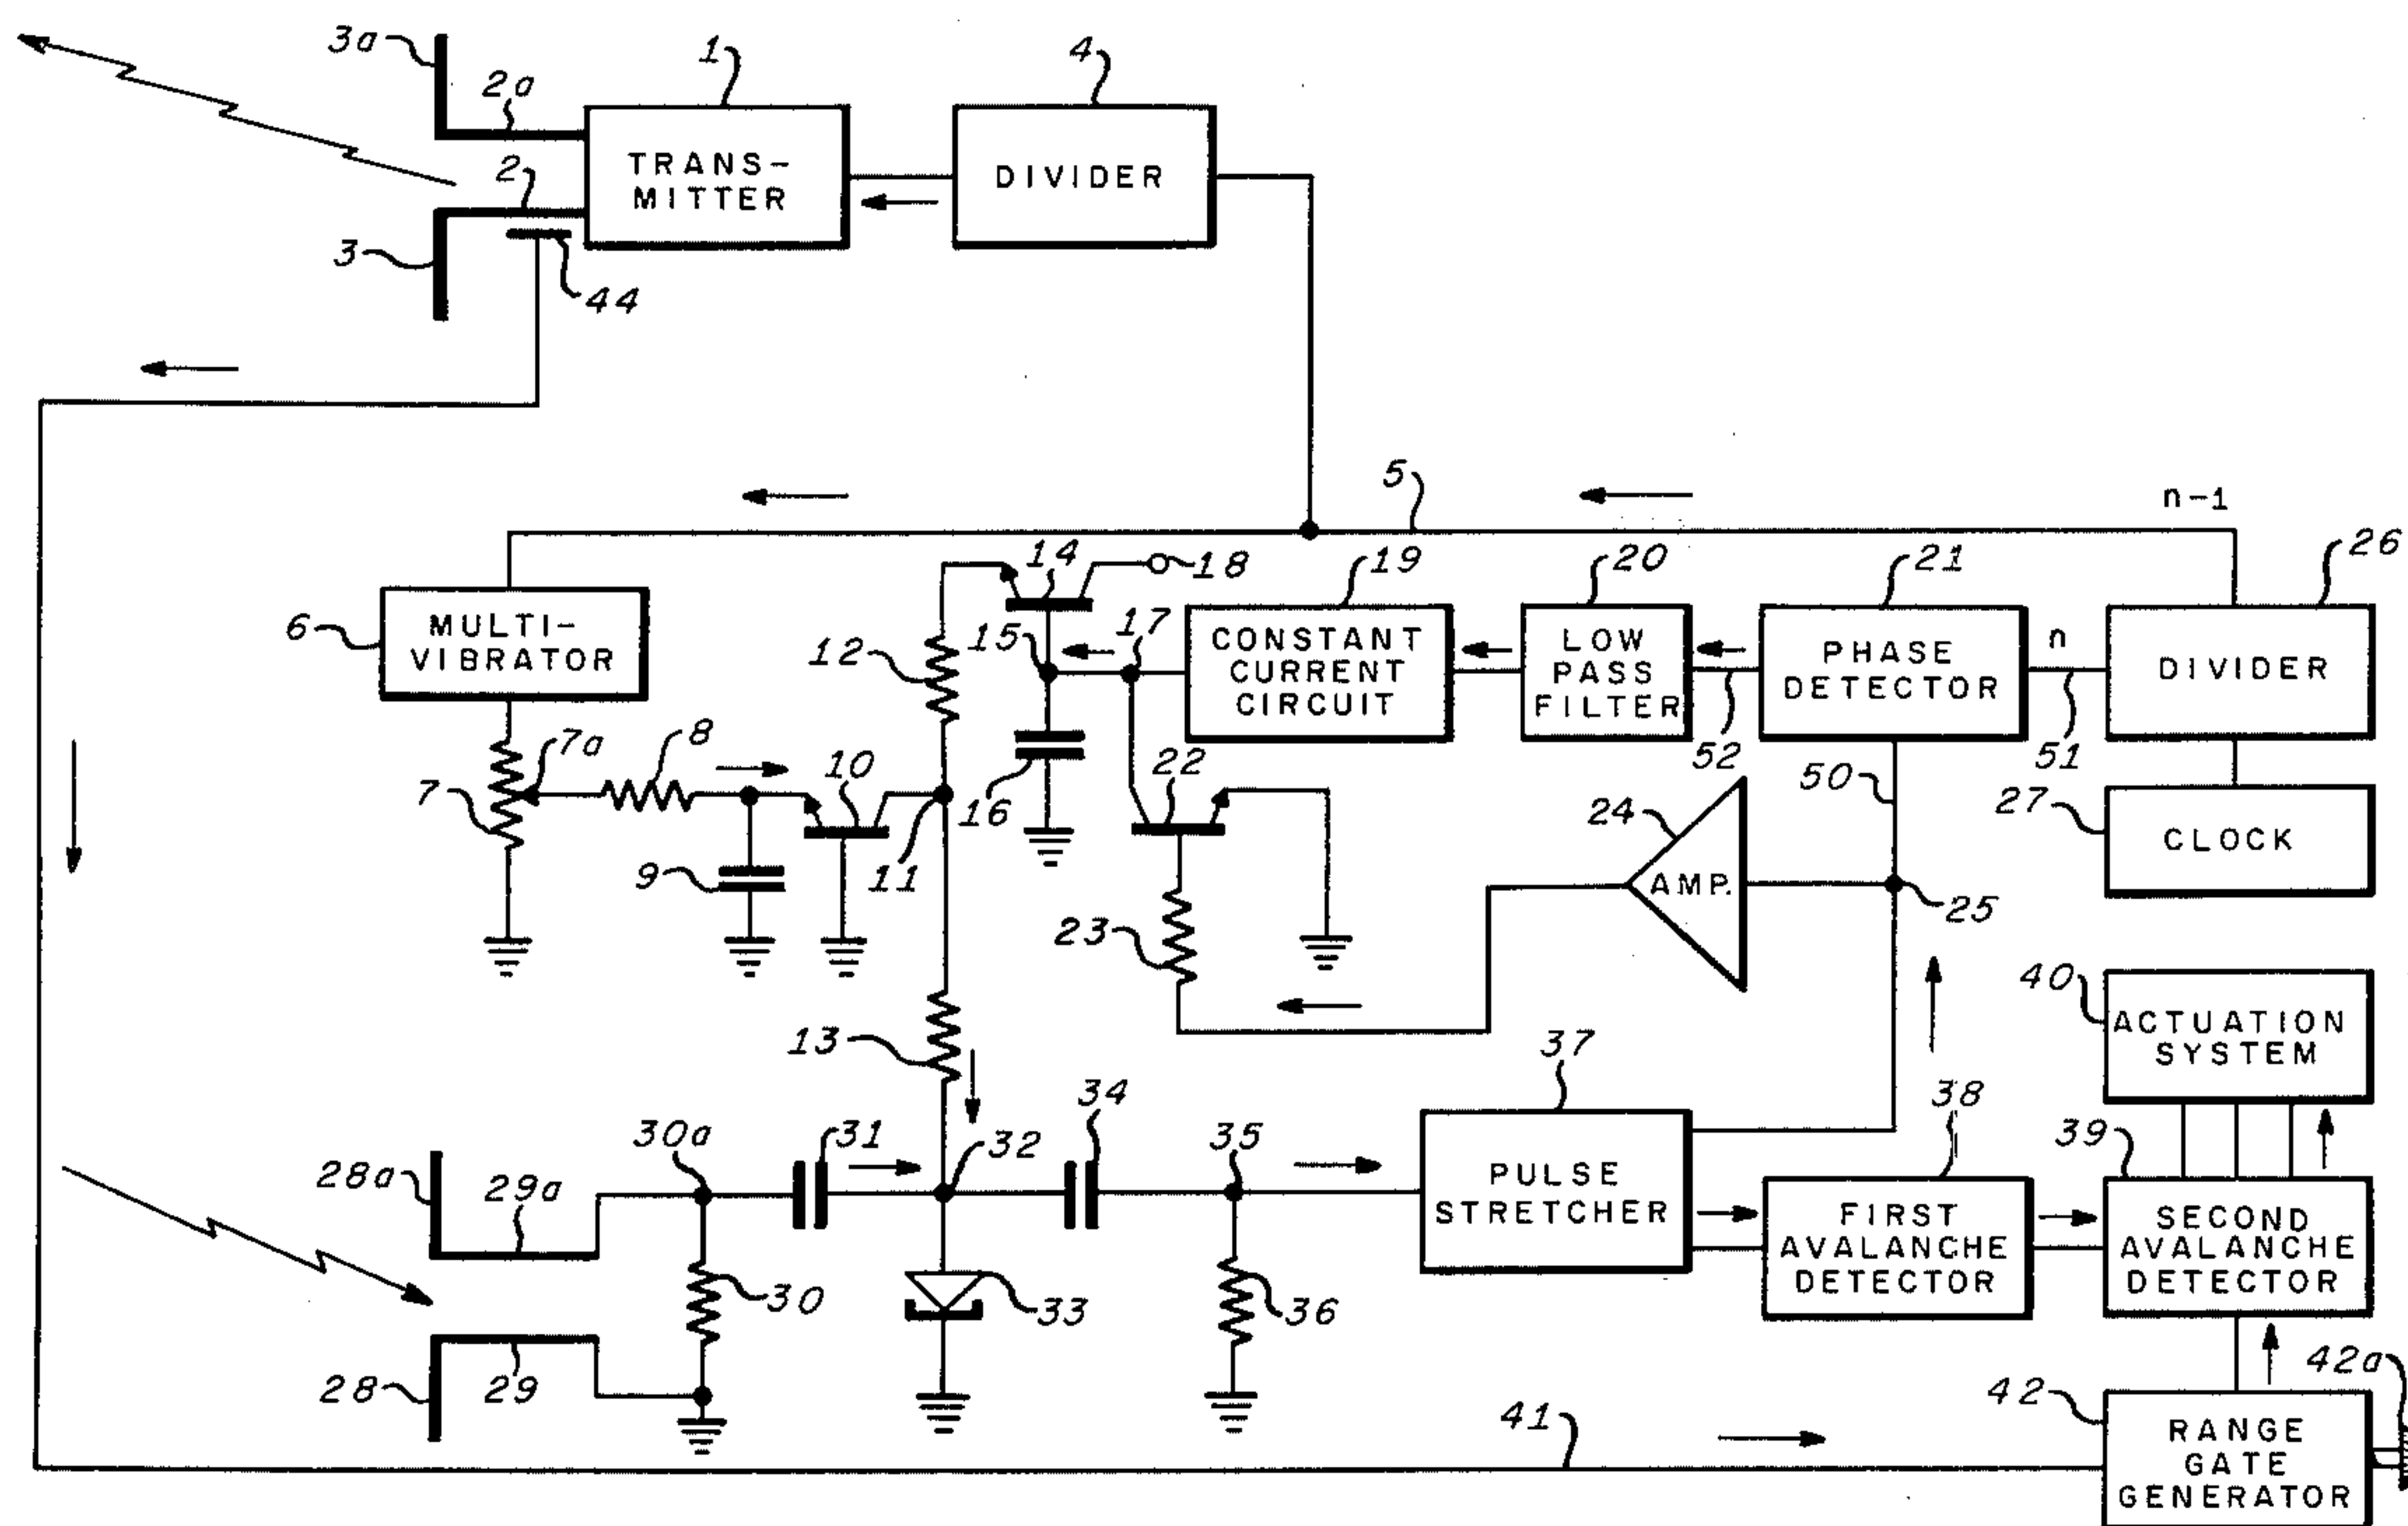 3a
2a
1
4
TRANS-
MITTER
DIVIDER
2
3
44
5
n-1
14
18
19
20
21
26
6
MULTI-
VIBRATOR
12
15
17
CONSTANT
CURRENT
CIRCUIT
LOW
PASS
FILTER
PHASE
DETECTOR
n
DIVIDER
7a
8
10
16
22
52
51
50
7
9
11
24
27
CLOCK
AMP.
25
23
40
ACTUATION
SYSTEM
13
37
38
39
30a
31
32
34
35
28a
29a
PULSE
STRETCHER
FIRST
AVALANCHE
DETECTOR
SECOND
AVALANCHE
DETECTOR
30
33
36
28
29
41
42
42a
RANGE
GATE
GENERATOR